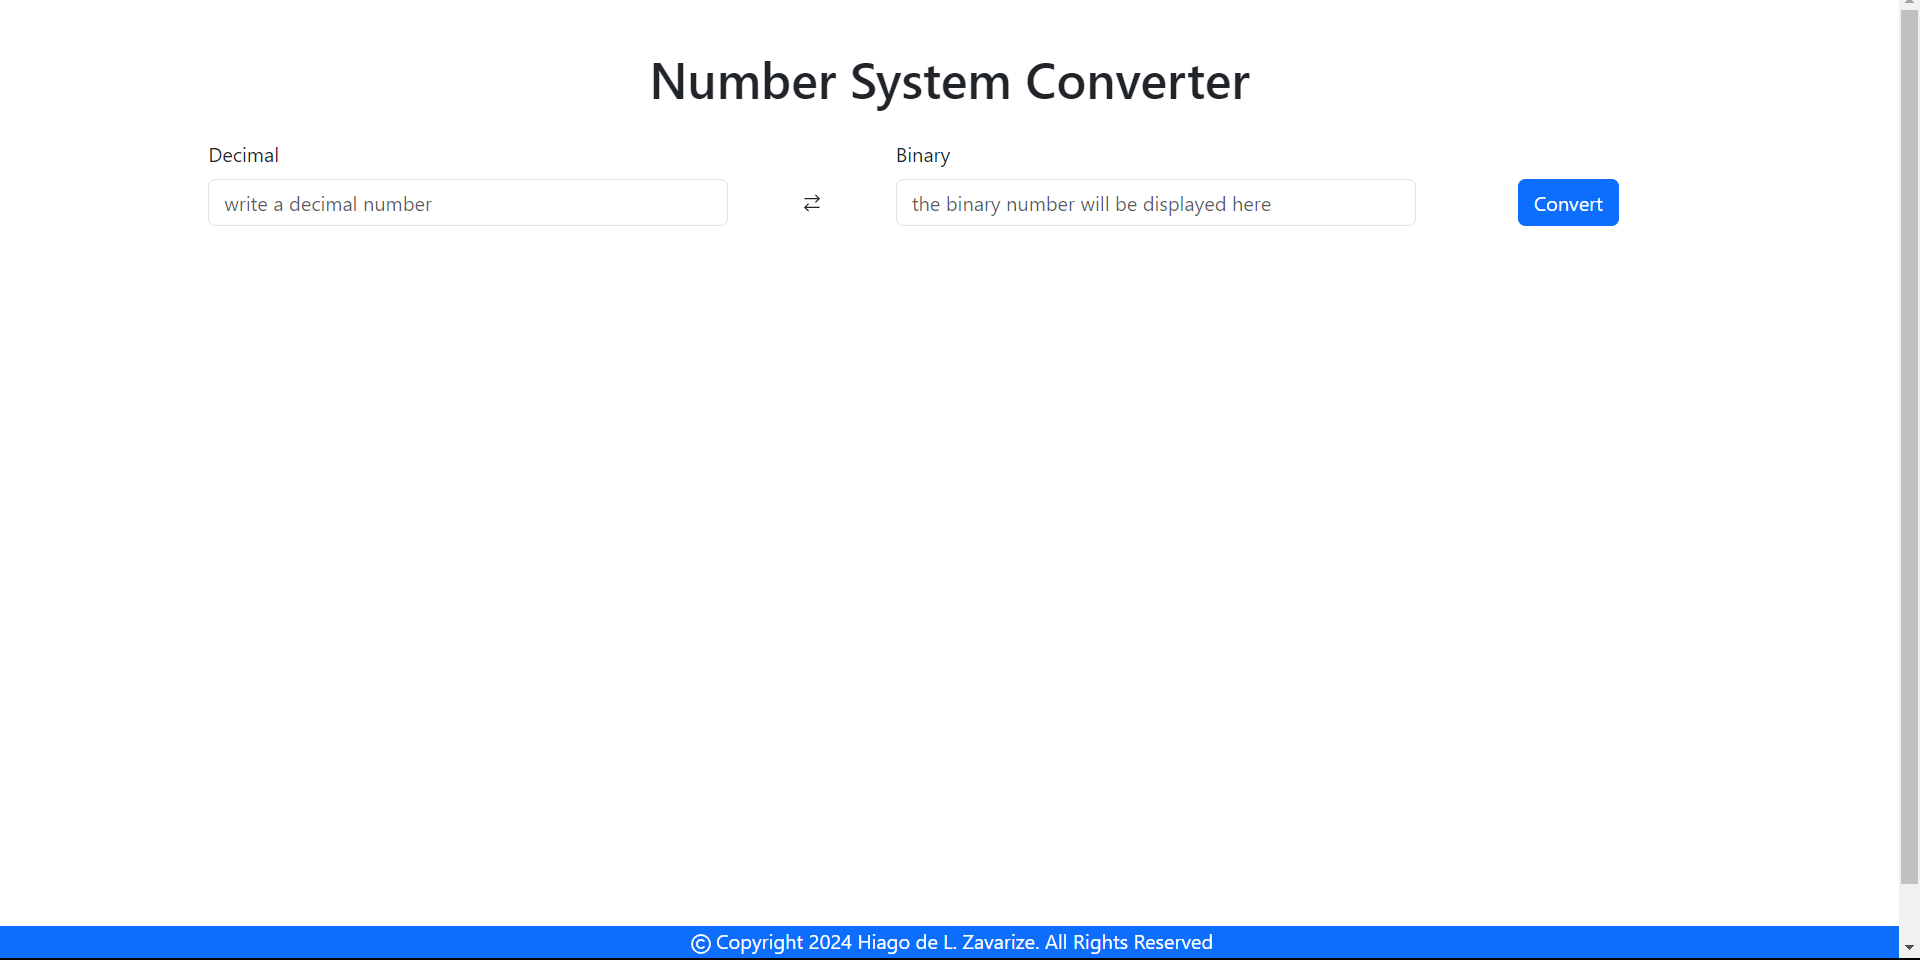 Number System Converter
Decimal
Binary
write a decimal number
the binary number will be displayed here
Convert
© Copyright 2024 Hiago de L. Zavarize. All Rights Reserved